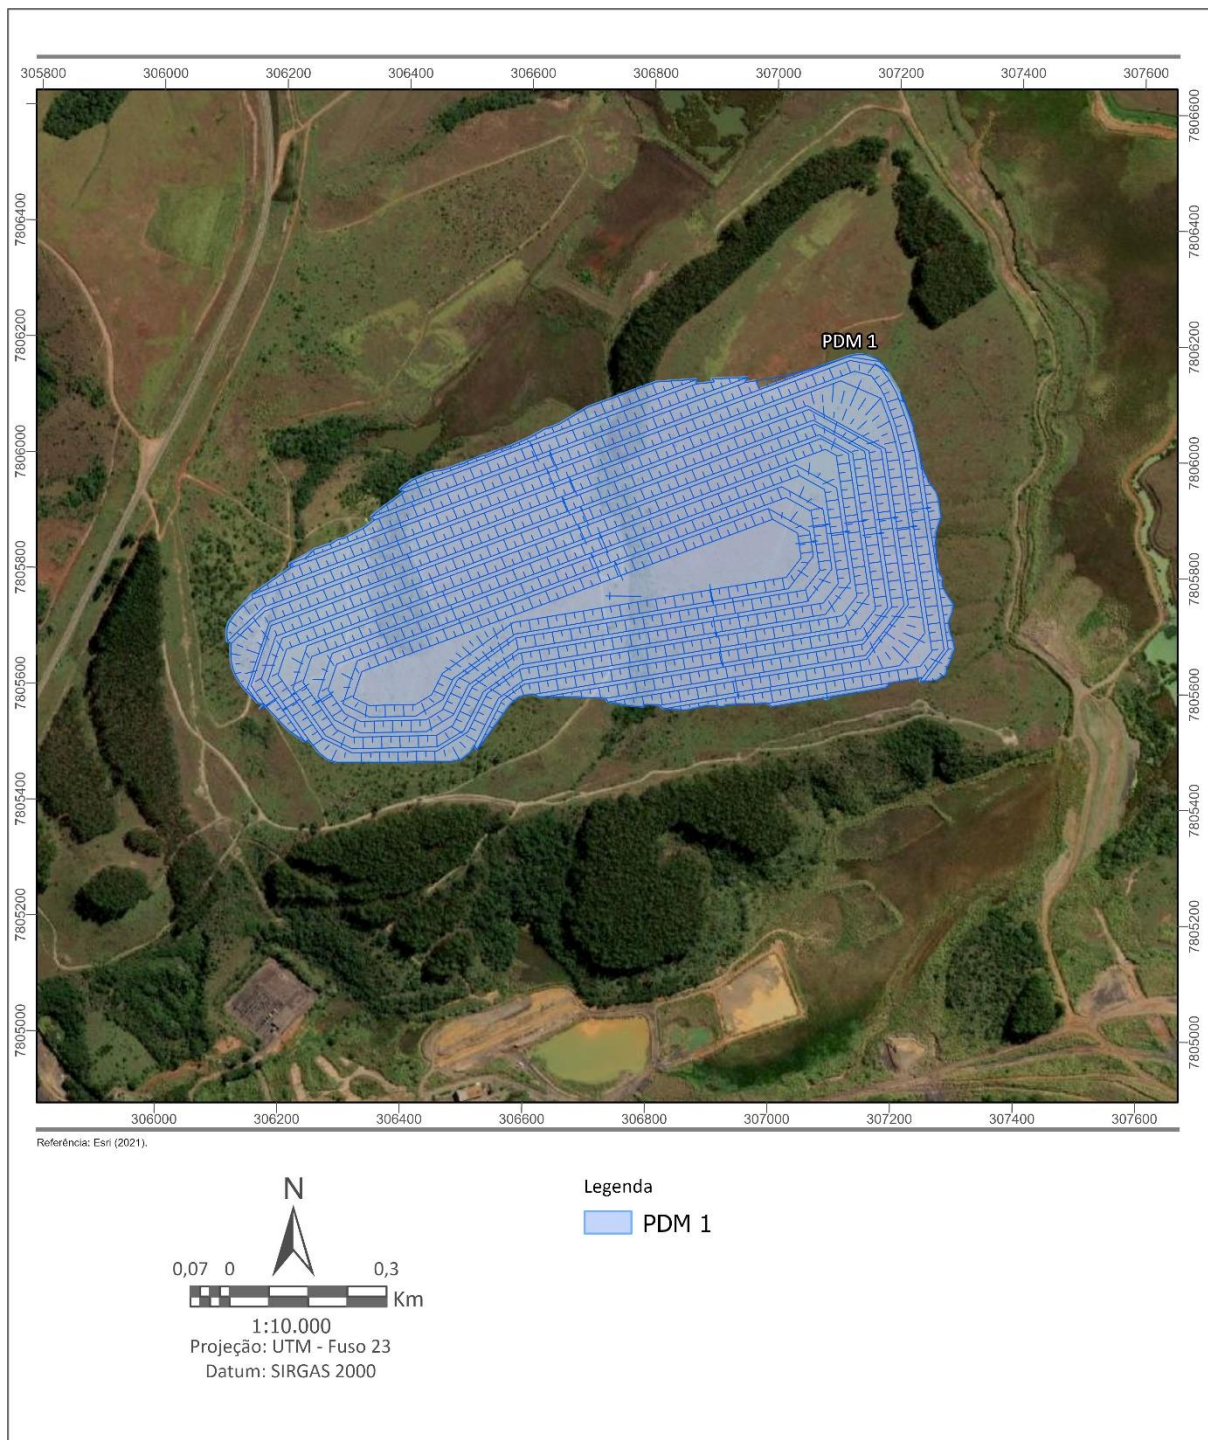 305800 306000 306200 306400 306600 306800 307000 307200 307400 307600
7806600
7806400 7806400
7806200 7806200
PDM 1
7806000 7806000
7805800 7805800
7805600 7805600
7805400 7805400
7805200 7805200
7805000 7805000
306000 306200 306400 306600 306800 307000 307200 307400 307600
Referência: Esri (2021).
N
0,07 0 0,3
Km
1:10.000
Projeção: UTM - Fuso 23
Datum: SIRGAS 2000
Legenda
PDM 1